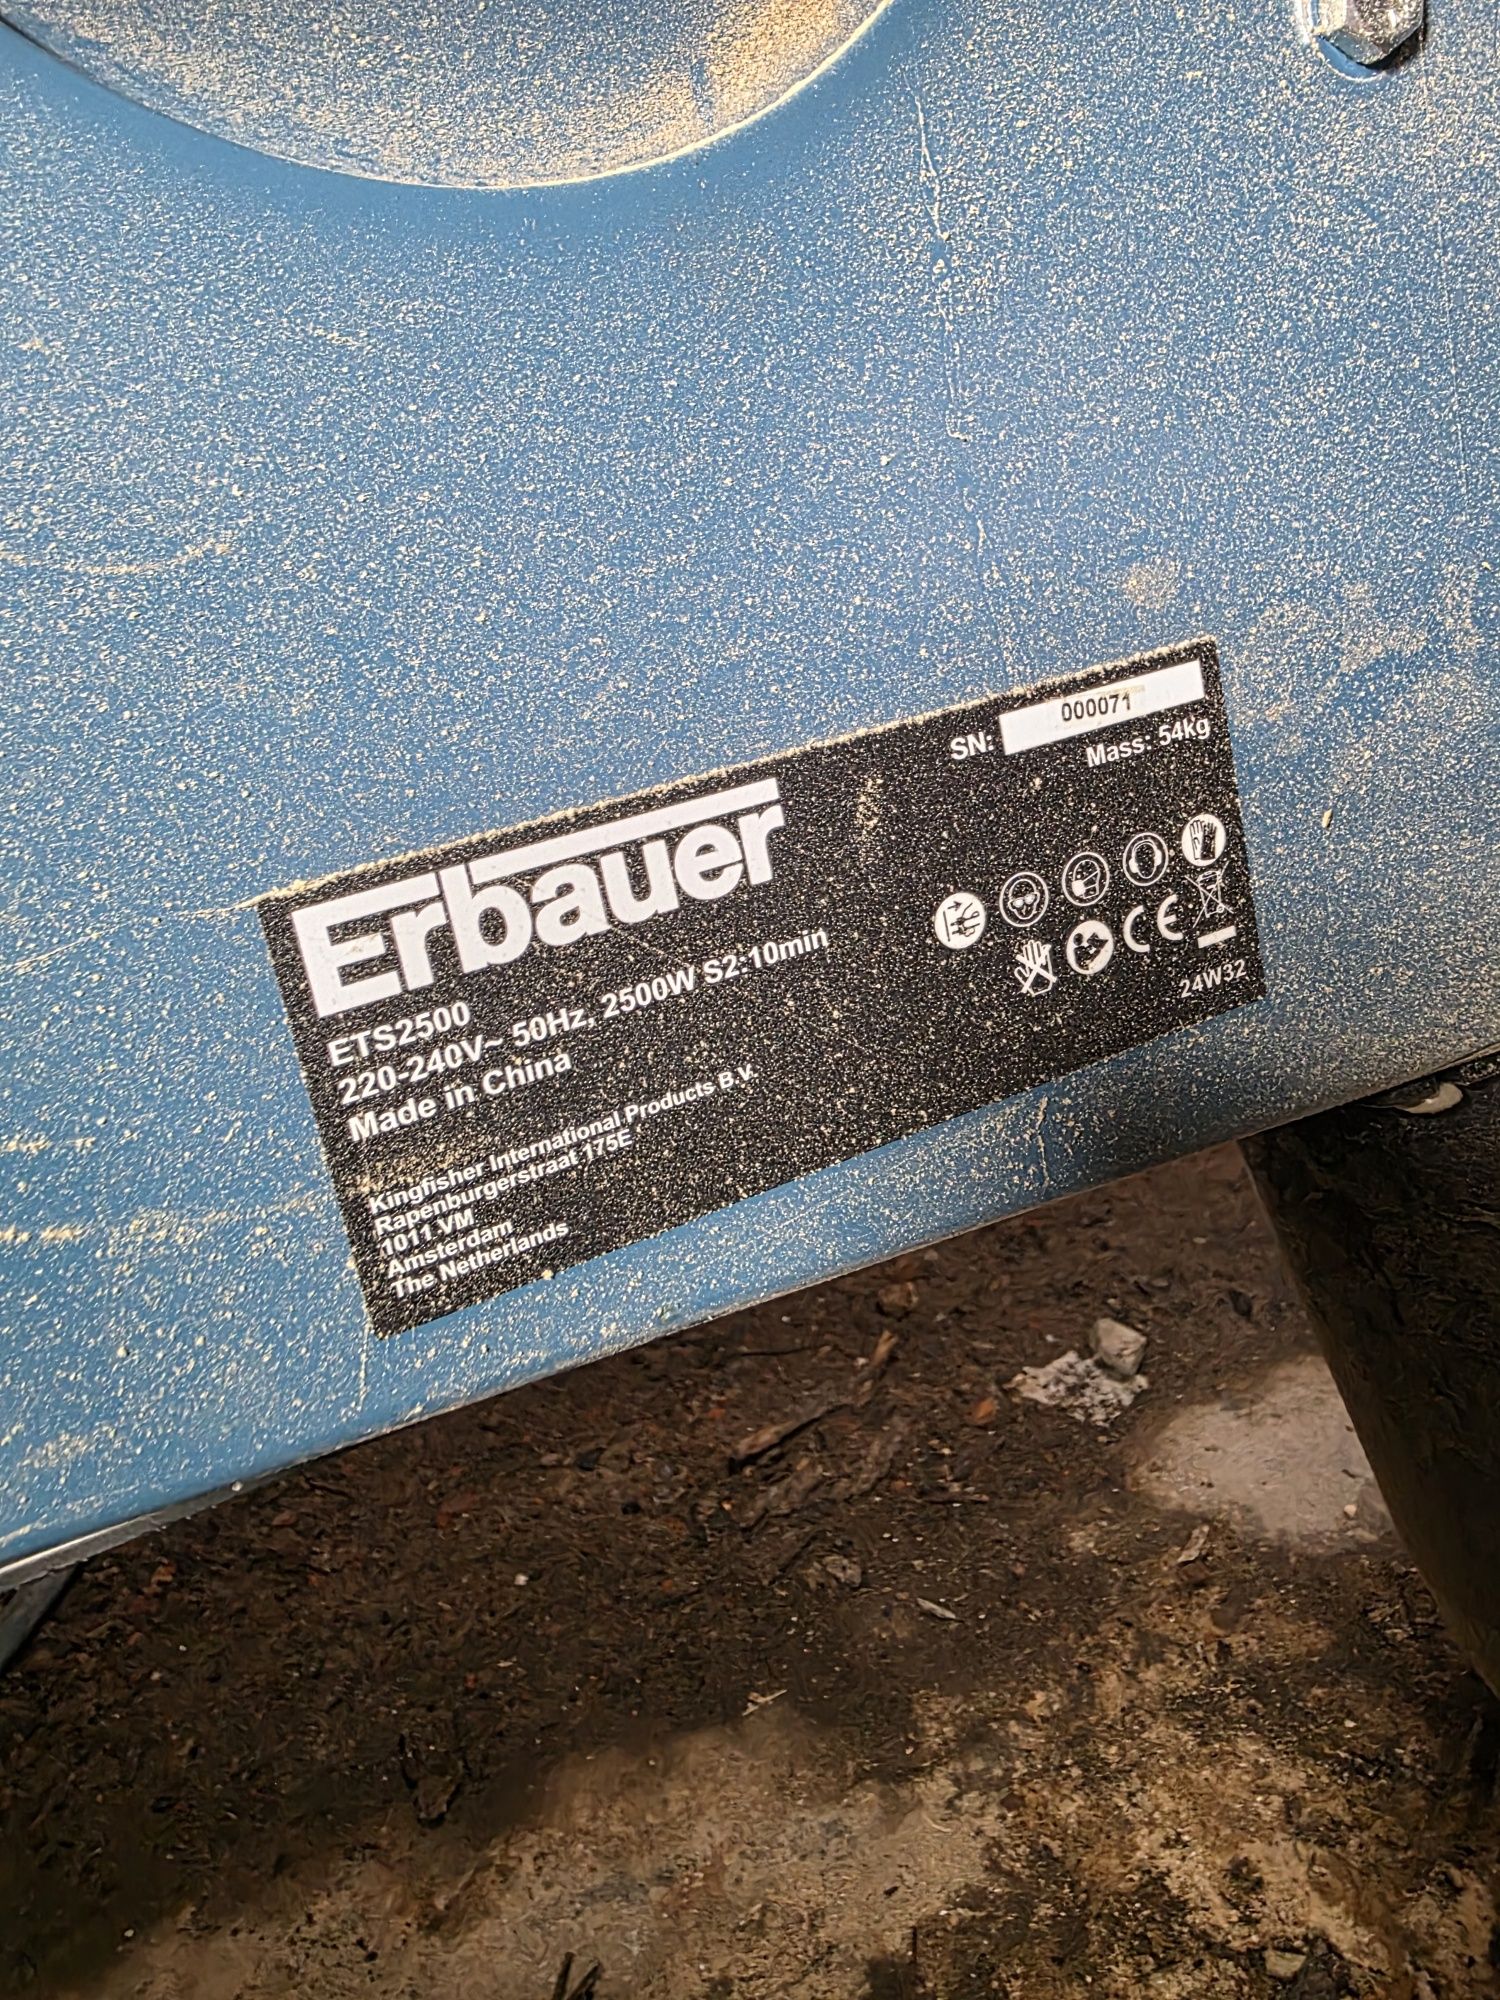 SN: 000071
Mass: 54kg
Erbauer
ETS2500
220-240V~ 50Hz, 2500W S2:10min
Made in China
Kingfisher International Products B.V.
Rapenburgerstraat 175E
1011 VM
Amsterdam
The Netherlands
CE
24W32